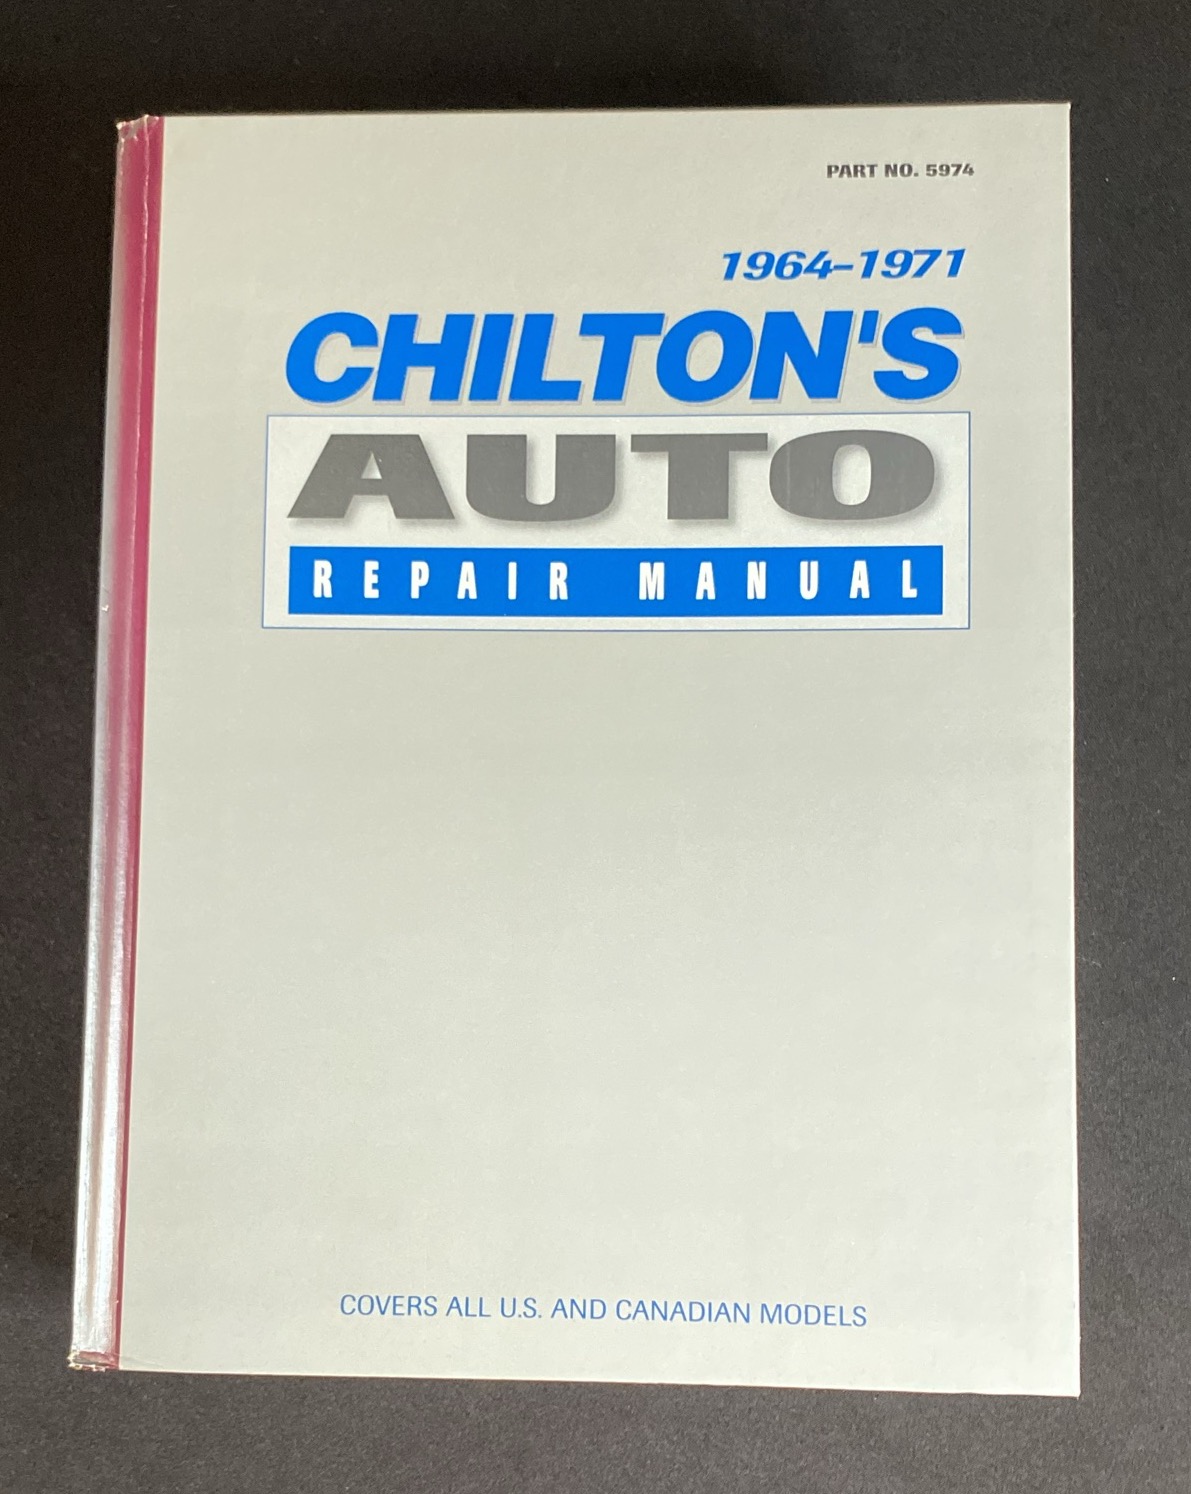 PART NO. 5974
1964-1971
CHILTON'S
AUTO
REPAIR MANUAL
COVERS ALL U.S. AND CANADIAN MODELS